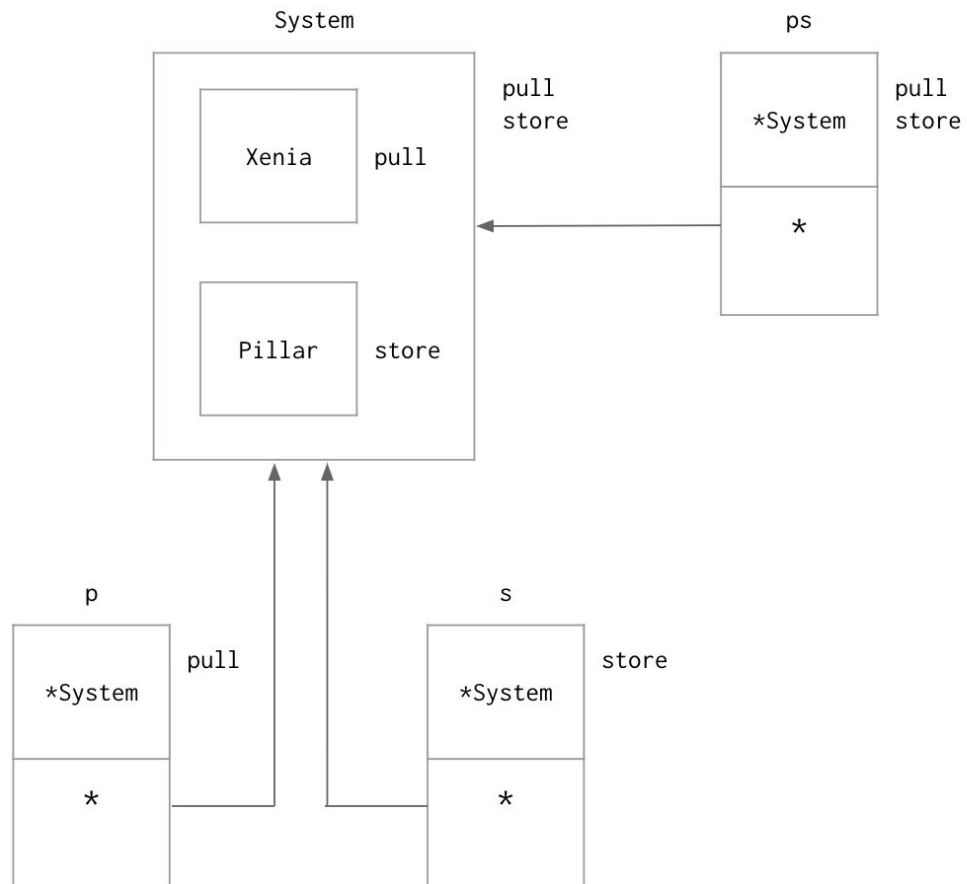 System
Xenia
pull
Pillar
store
pull
store
ps
*System
*
pull
store
p
*System
*
pull
s
*System
*
store